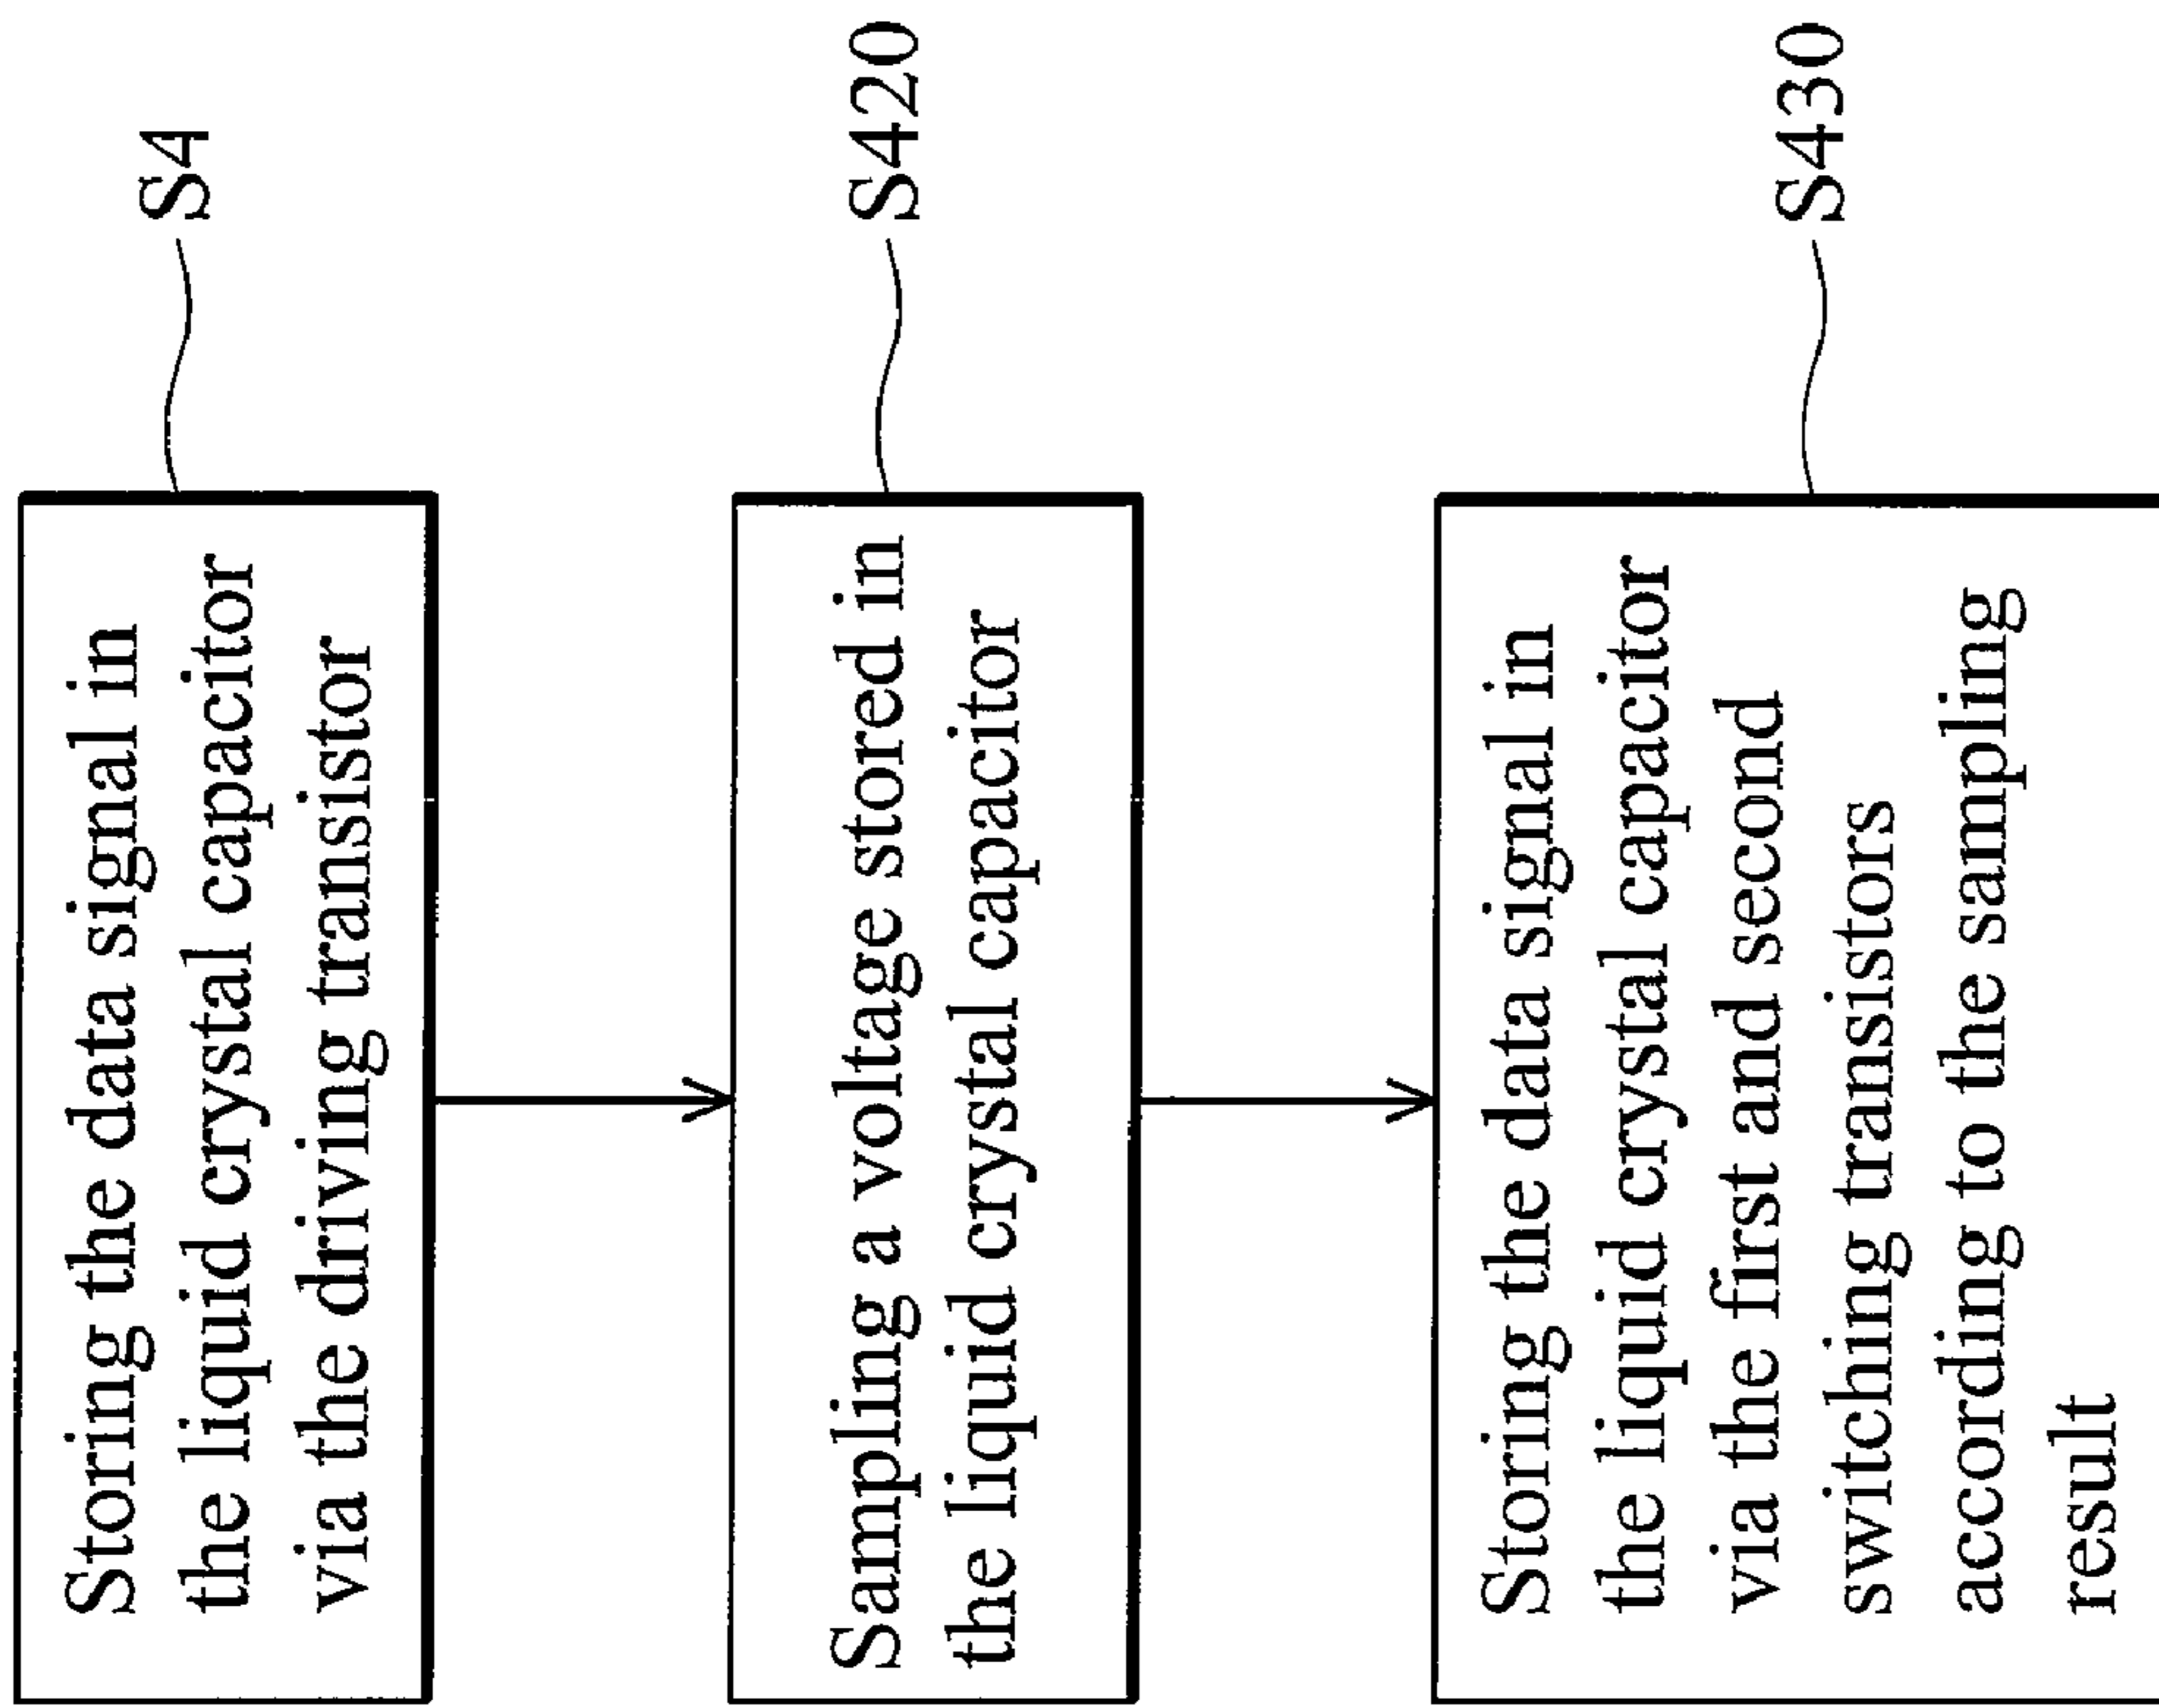 Storing the data signal in
the liquid crystal capacitor
via the driving transistor
S4
Sampling a voltage stored in
the liquid crystal capacitor
S420
Storing the data signal in
the liquid crystal capacitor
via the first and second
switching transistors
according to the sampling
result
S430